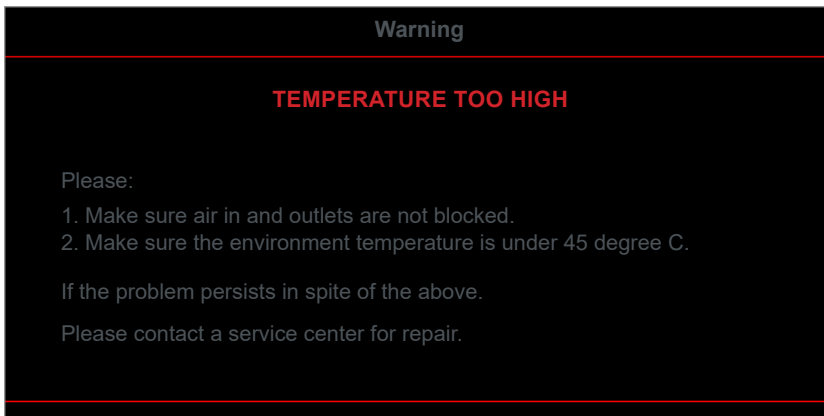 Warning
TEMPERATURE TOO HIGH
Please:
1. Make sure air in and outlets are not blocked.
2. Make sure the environment temperature is under 45 degree C.
If the problem persists in spite of the above.
Please contact a service center for repair.